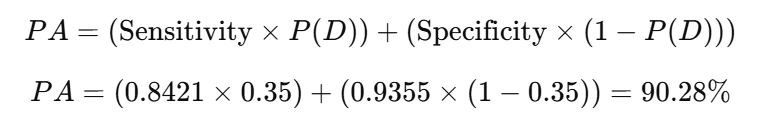 PA = (Sensitivity × P(D)) + (Specificity × (1 − P(D)))
PA = (0.8421 × 0.35) + (0.9355 × (1 − 0.35)) = 90.28%